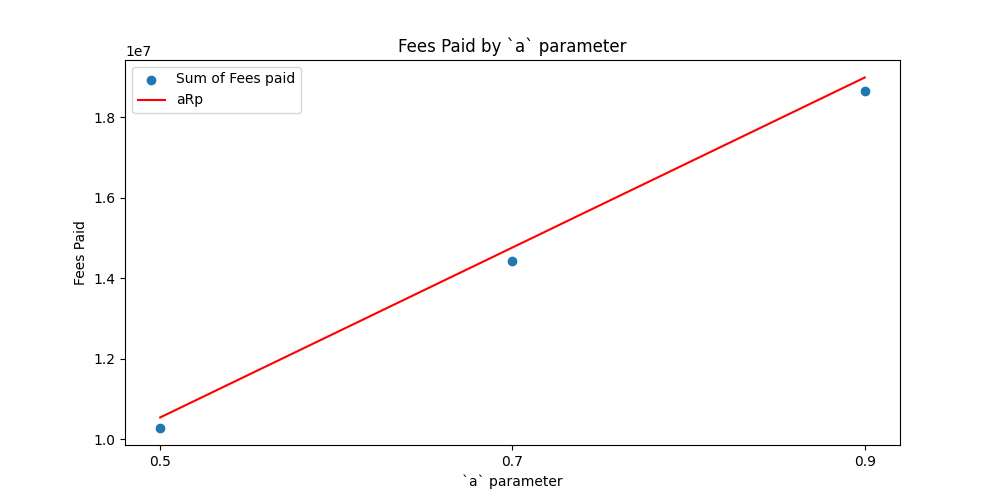 Fees Paid by `a` parameter
1e7
Sum of Fees paid
aRp
1.8
1.6
1.4
1.2
1.0
Fees Paid
0.5 0.7 0.9
`a` parameter